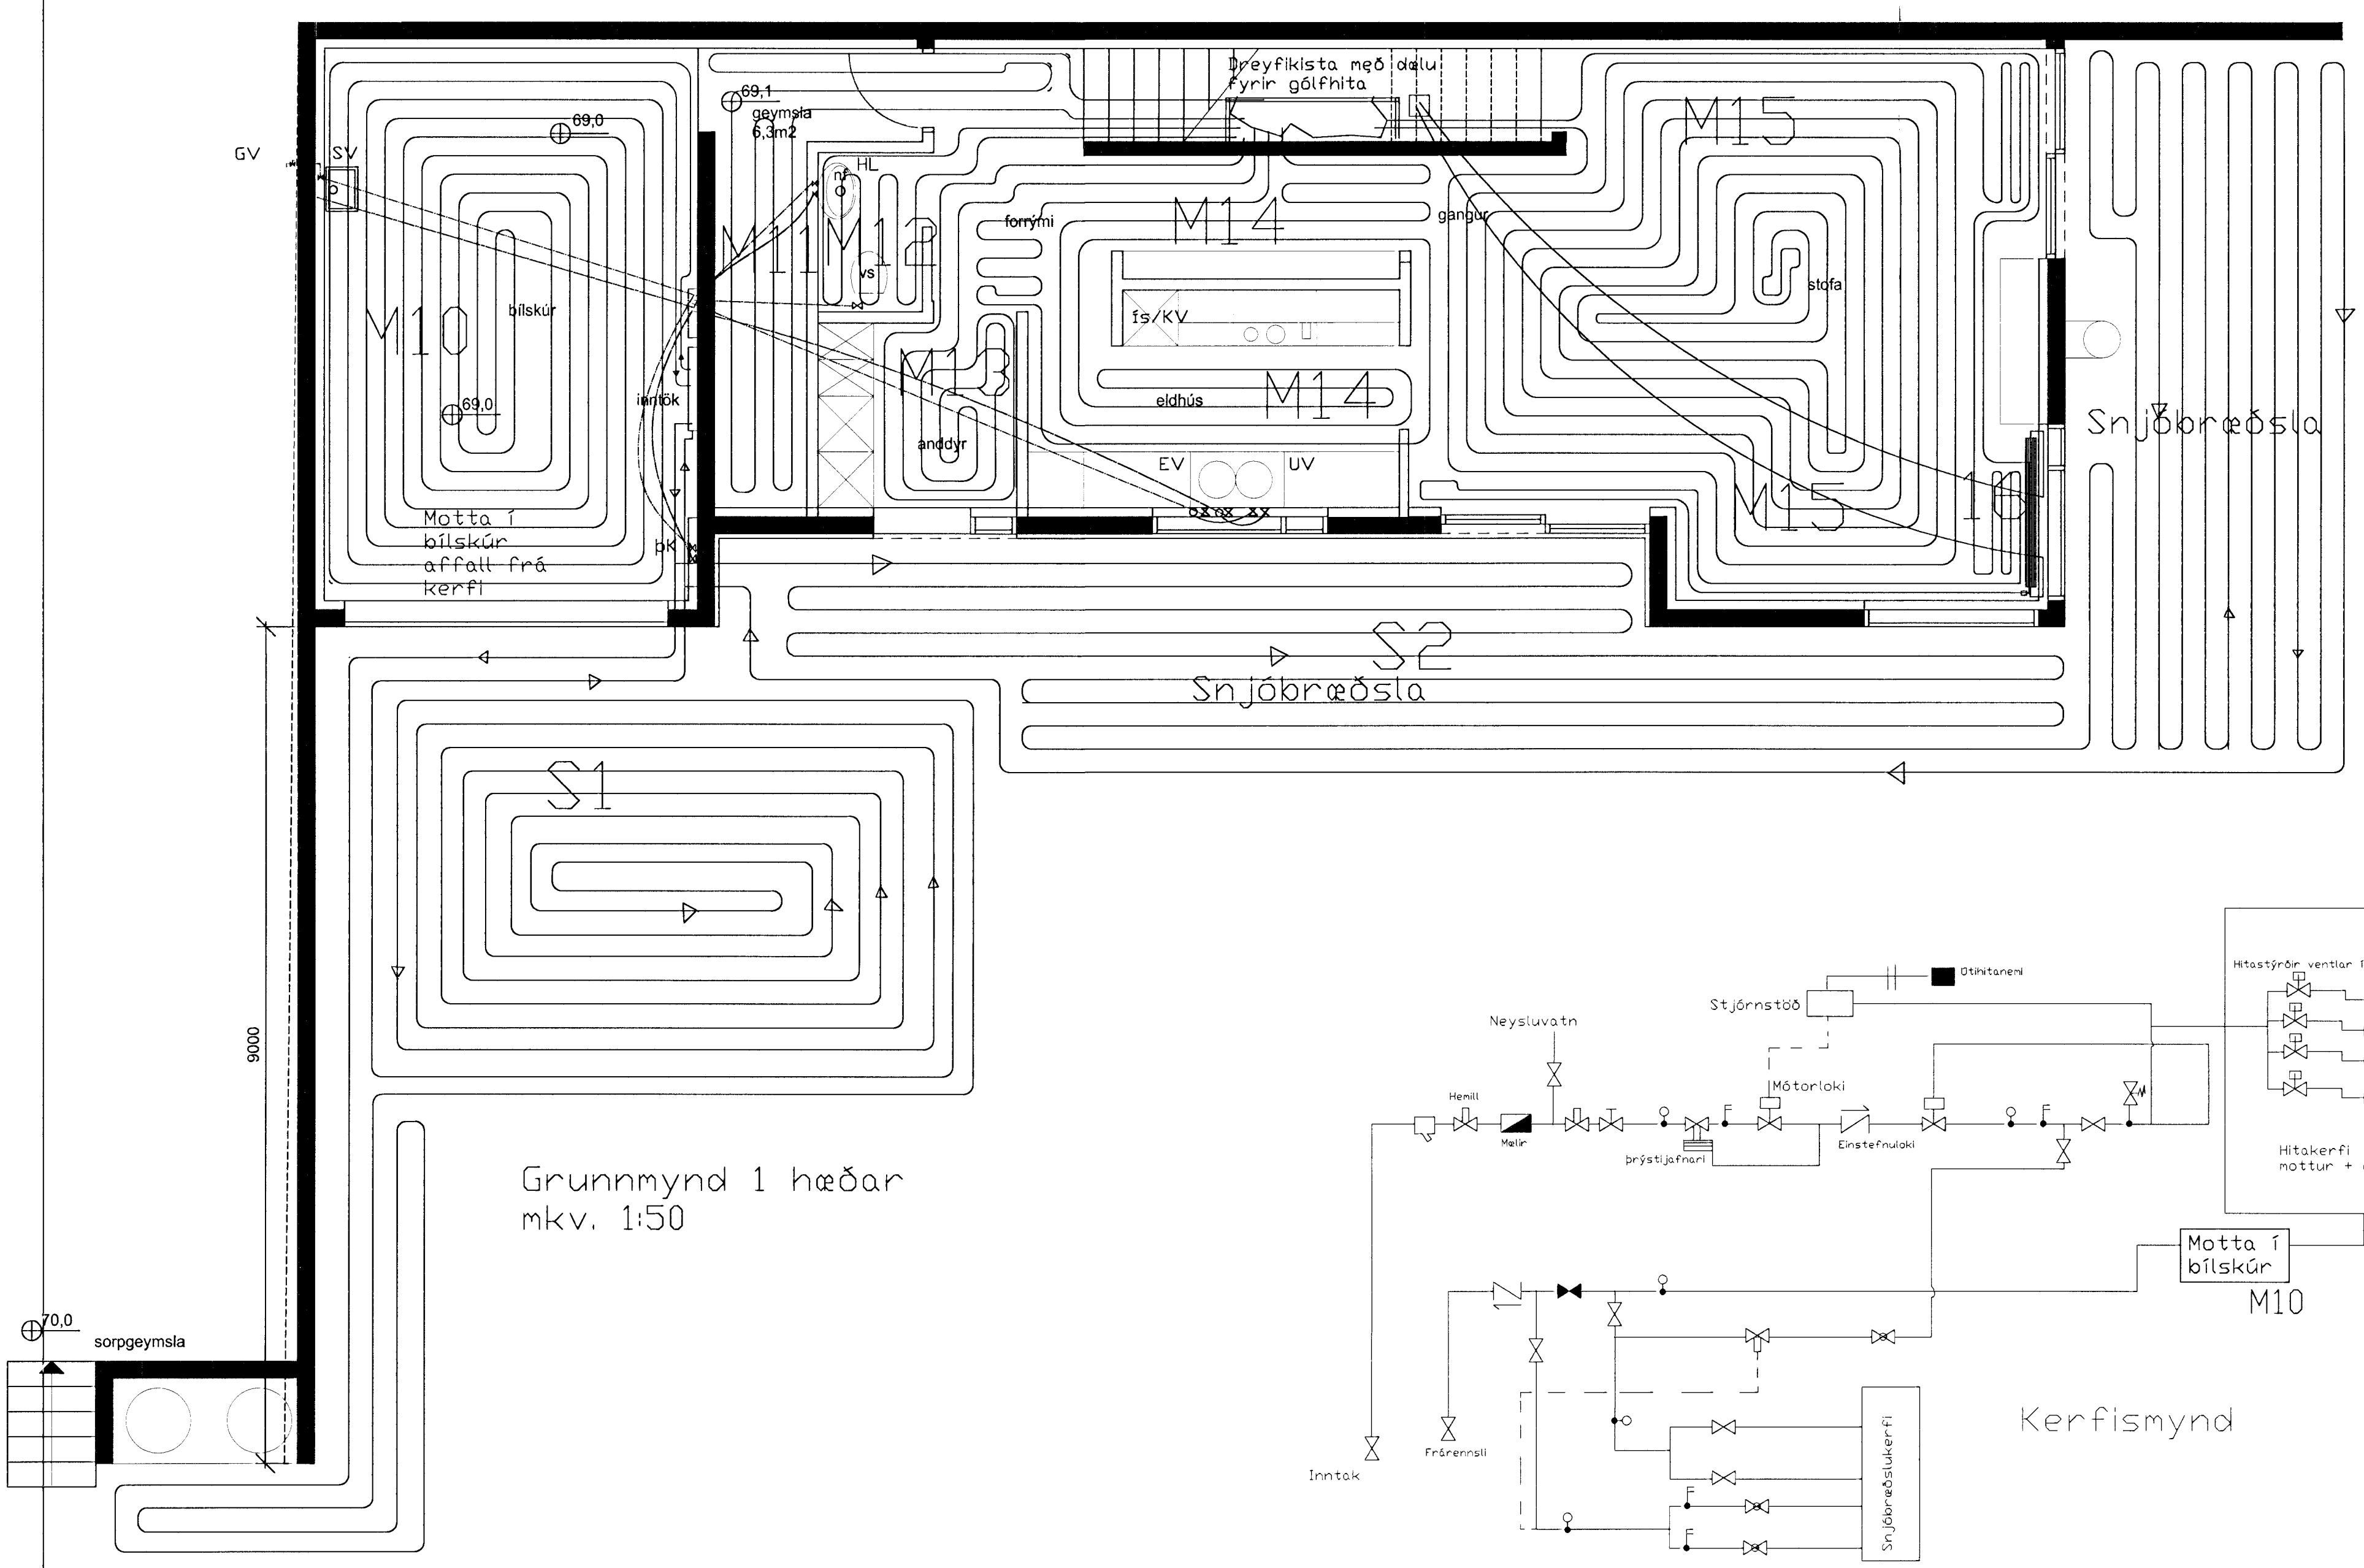 Dreyfikista með dælu
fyrir gólfhita
69,1
geymsla
6,3m2
69,0
GV
SV
HL
nf
M15
M14
forrými
gangur
M11
M12
vs
bílskúr
M10
stofa
ís/KV
M13
inntök
69,0
eldhús
M14
anddyr
Snjóbræðsla
EV
UV
M15
16
Motta í
bílskúr
affall frá
kerfi
þK
S2
Snjóbræðsla
S1
9000
Grunnmynd 1 hæðar
mkv. 1:50
70,0
sorpgeymsla
Útihitanemi
Hitastýrðir ventlar
Stjórnstöð
Neysluvatn
Mótorloki
Hemill
F
F
Mælir
Einstefnuloki
Þrýstijafnari
Hitakerfi
mottur +
Motta í
bílskúr
M10
Kerfismynd
Frárennsli
Inntak
F
F
Snjóbræðslukerfi